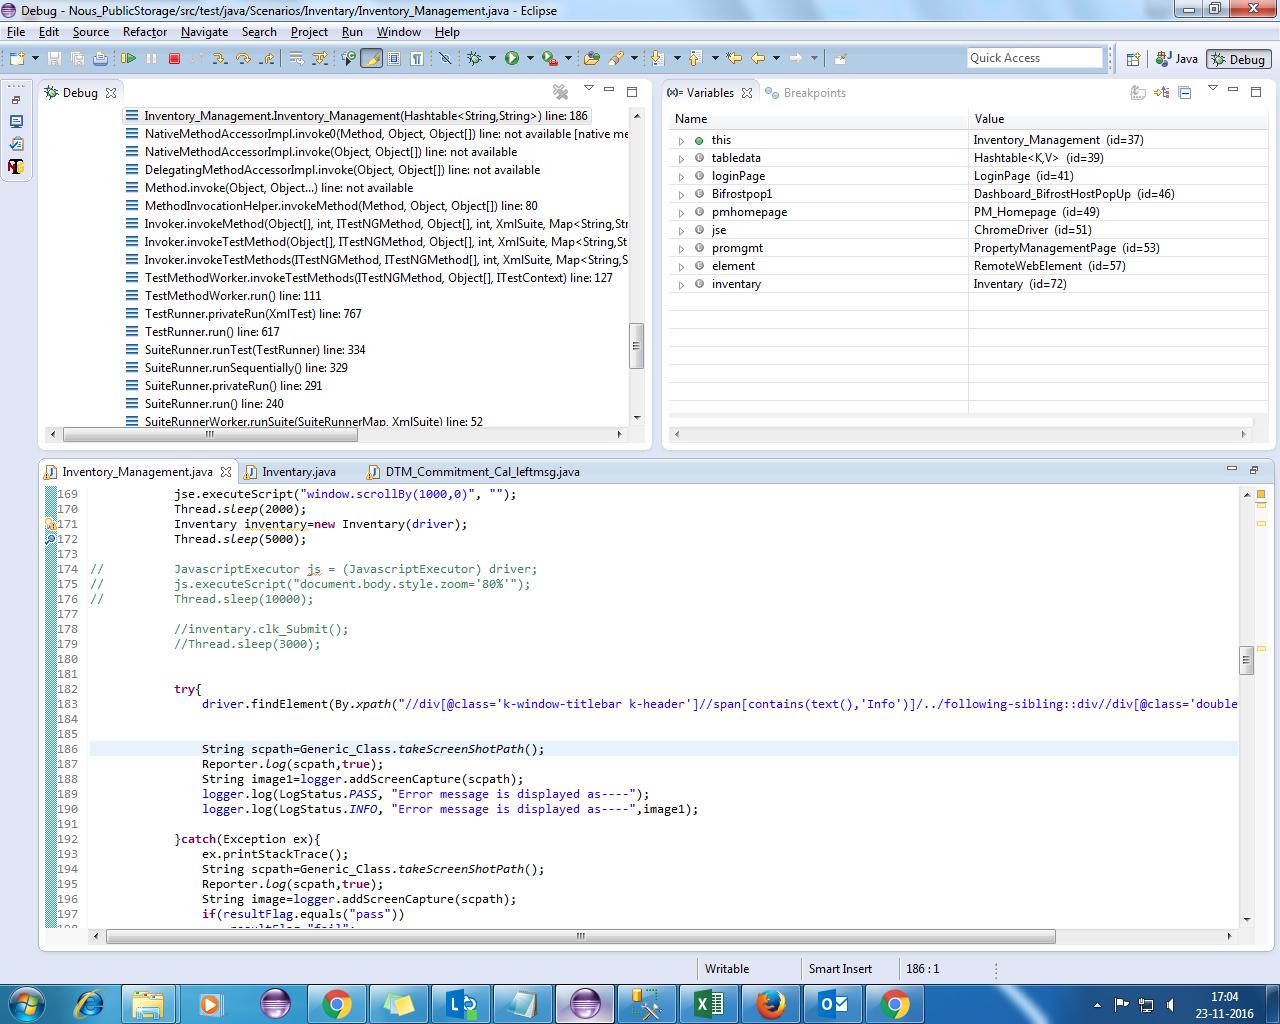 Debug - Nous_PublicStorage/src/test/java/Scenarios/Inventary/Inventory_Management.java - Eclipse
File Edit Source Refactor Navigate Search Project Run Window Help
Quick Access
Java
Debug
Debug
Inventory_Management.Inventory_Management(Hashtable<String,String>) line: 186
NativeMethodAccessorImpl.invoke0(Method, Object, Object[]) line: not available [native me
NativeMethodAccessorImpl.invoke(Object, Object[]) line: not available
DelegatingMethodAccessorImpl.invoke(Object, Object[]) line: not available
Method.invoke(Object, Object...) line: not available
MethodInvocationHelper.invokeMethod(Method, Object, Object[]) line: 80
Invoker.invokeMethod(Object[], int, ITestNGMethod, Object[], int, XmlSuite, Map<String,St
Invoker.invokeTestMethod(Object[], ITestNGMethod, Object[], int, XmlSuite, Map<String,St
Invoker.invokeTestMethods(ITestNGMethod, ITestNGMethod[], int, XmlSuite, Map<String,S
TestMethodWorker.invokeTestMethods(ITestNGMethod, Object[], ITestContext) line: 127
TestMethodWorker.run() line: 111
TestRunner.privateRun(XmlTest) line: 767
TestRunner.run() line: 617
SuiteRunner.runTest(TestRunner) line: 334
SuiteRunner.runSequentially() line: 329
SuiteRunner.privateRun() line: 291
SuiteRunner.run() line: 240
SuiteRunnerWorker.runSuite(SuiteRunnerMap, XmlSuite) line: 52
(x)= Variables
Breakpoints
Name Value
this Inventory_Management (id=37)
tabledata Hashtable<K,V> (id=39)
loginPage LoginPage (id=41)
Bifrostpop1 Dashboard_BifrostHostPopUp (id=46)
pmhomepage PM_Homepage (id=49)
jse ChromeDriver (id=51)
promgmt PropertyManagementPage (id=53)
element RemoteWebElement (id=57)
inventary Inventary (id=72)
Inventory_Management.java
Inventary.java
DTM_Commitment_Cal_leftmsg.java
169 jse.executeScript("window.scrollBy(1000,0)", "");
170 Thread.sleep(2000);
171 Inventary inventary=new Inventary(driver);
172 Thread.sleep(5000);
173
174 // JavascriptExecutor js = (JavascriptExecutor) driver;
175 // js.executeScript("document.body.style.zoom='80%'");
176 // Thread.sleep(10000);
177
178 //inventary.clk_Submit();
179 //Thread.sleep(3000);
180
181
182 try{
183 driver.findElement(By.xpath("//div[@class='k-window-titlebar k-header']//span[contains(text(),'Info')]/../following-sibling::div//div[@class='double
184
185
186 String scpath=Generic_Class.takeScreenShotPath();
187 Reporter.log(scpath,true);
188 String image1=logger.addScreenCapture(scpath);
189 logger.log(LogStatus.PASS, "Error message is displayed as----");
190 logger.log(LogStatus.INFO, "Error message is displayed as----",image1);
191
192 }catch(Exception ex){
193 ex.printStackTrace();
194 String scpath=Generic_Class.takeScreenShotPath();
195 Reporter.log(scpath,true);
196 String image=logger.addScreenCapture(scpath);
197 if(resultFlag.equals("pass"))
Writable
Smart Insert
186 : 1
17:04
23-11-2016